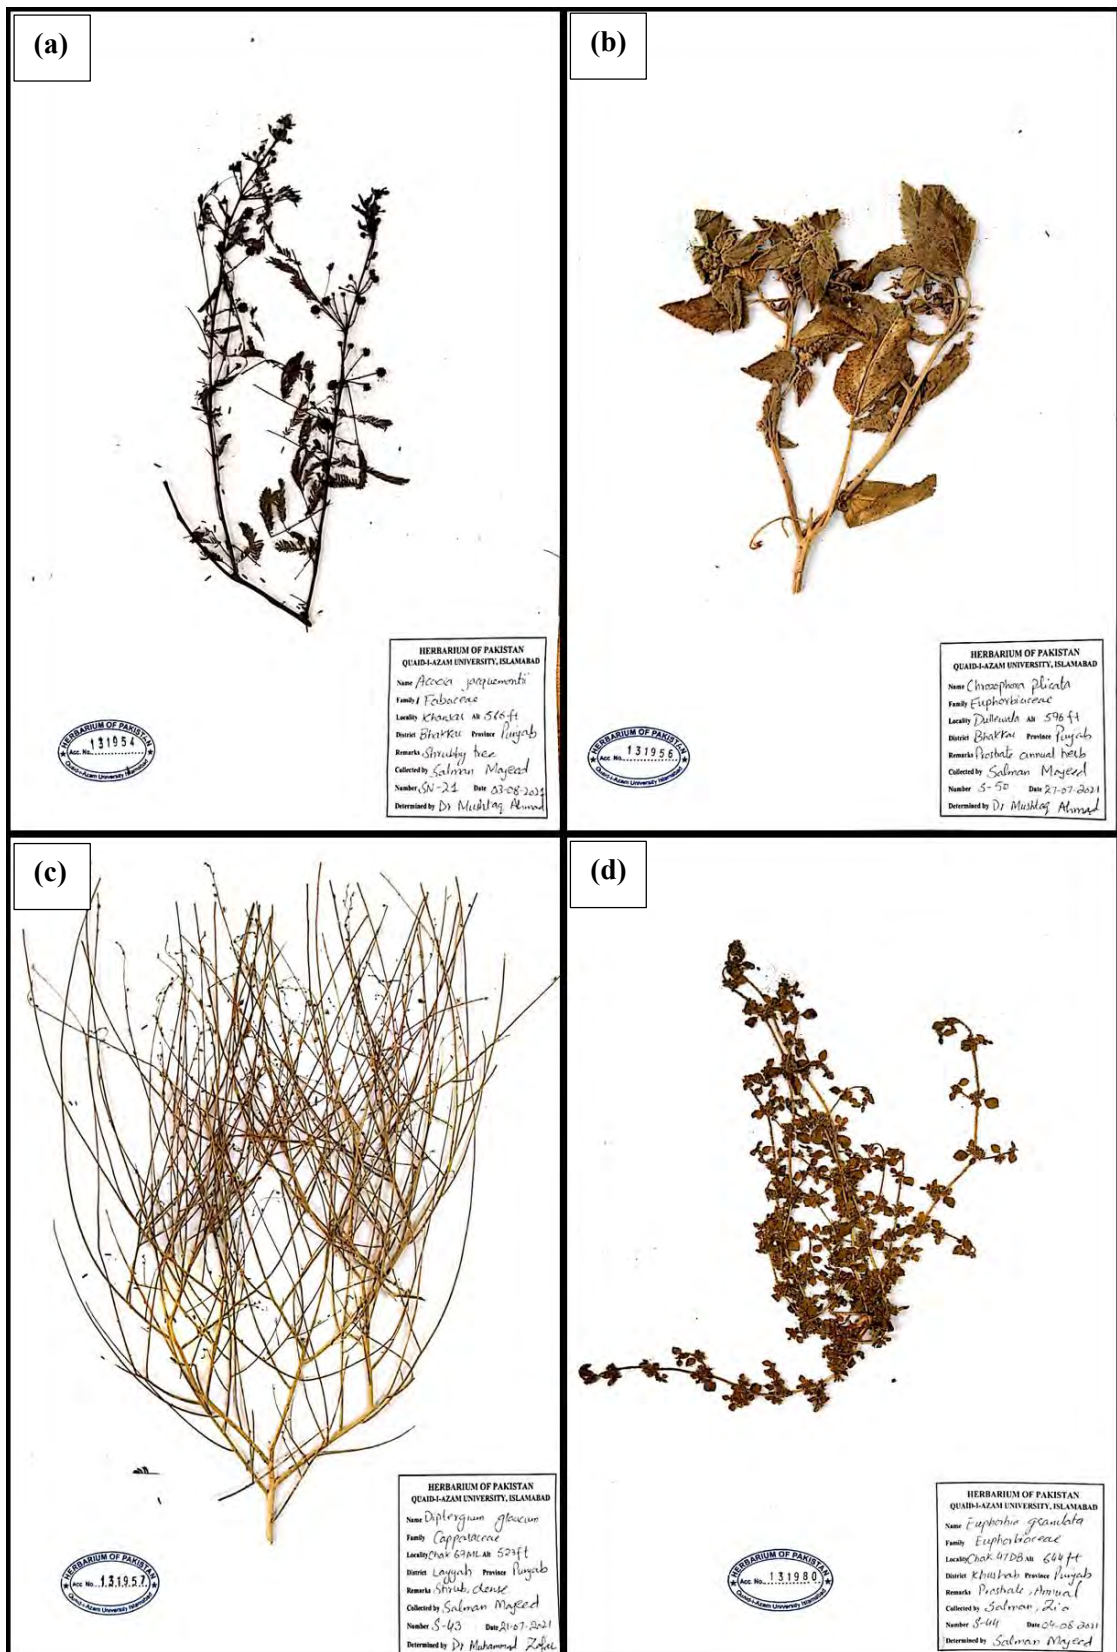 (a)
HERBARIUM OF PAKISTAN
Acc. No. 131954
Quaid-i-Azam University Islamabad
HERBARIUM OF PAKISTAN
QUAID-I-AZAM UNIVERSITY, ISLAMABAD
Name Acacia jacquemontii
Family Fabaceae
Locality Khansar Alt 566 ft
District Bhakkar Province Punjab
Remarks Shrubby tree
Collected by Salman Majeed
Number SN-21 Date 03-08-2021
Determined by Dr Mushtaq Ahmad
(b)
HERBARIUM OF PAKISTAN
Acc. No. 131956
Quaid-i-Azam University Islamabad
HERBARIUM OF PAKISTAN
QUAID-I-AZAM UNIVERSITY, ISLAMABAD
Name Chrozophora plicata
Family Euphorbiaceae
Locality Dullewala Alt 596 ft
District Bhakkar Province Punjab
Remarks Prostrate annual herb
Collected by Salman Majeed
Number S-50 Date 27-07-2021
Determined by Dr Mushtaq Ahmad
(c)
HERBARIUM OF PAKISTAN
Acc. No. 131957
Quaid-i-Azam University Islamabad
HERBARIUM OF PAKISTAN
QUAID-I-AZAM UNIVERSITY, ISLAMABAD
Name Diptergium glaucum
Family Capparaceae
Locality Chak 67ML Alt 527 ft
District Layyah Province Punjab
Remarks Shrub, dense
Collected by Salman Majeed
Number S-43 Date 21-07-2021
Determined by Dr Muhammad Zafar
(d)
HERBARIUM OF PAKISTAN
Acc. No. 131980
Quaid-i-Azam University Islamabad
HERBARIUM OF PAKISTAN
QUAID-I-AZAM UNIVERSITY, ISLAMABAD
Name Euphorbia granulata
Family Euphorbiaceae
Locality Chak 47DB Alt 644 ft
District Khushab Province Punjab
Remarks Prostrate, Annual
Collected by Salman, Zia
Number S-44 Date 04-08-2021
Determined by Salman Majeed